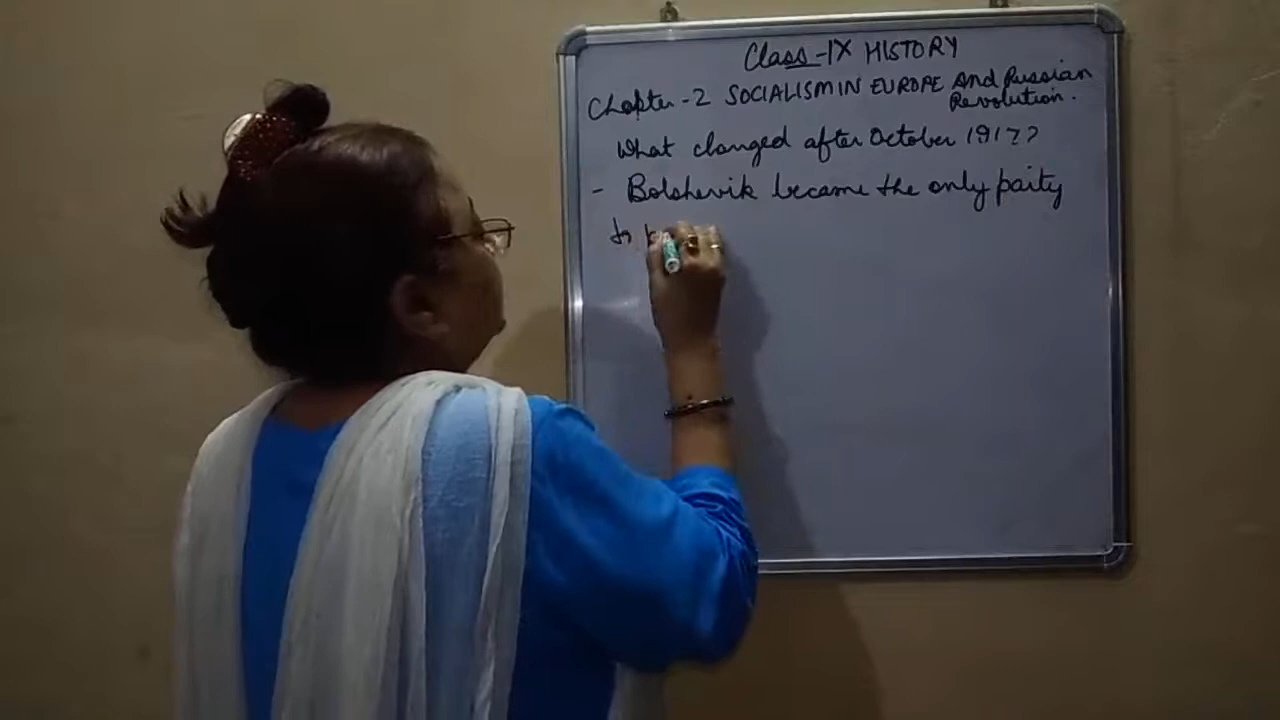 Class-IX HISTORY
Chapter-2 SOCIALISM IN EUROPE And Russian
Revolution.
What changed after October 1917?
- Bolshevik became the only party
to